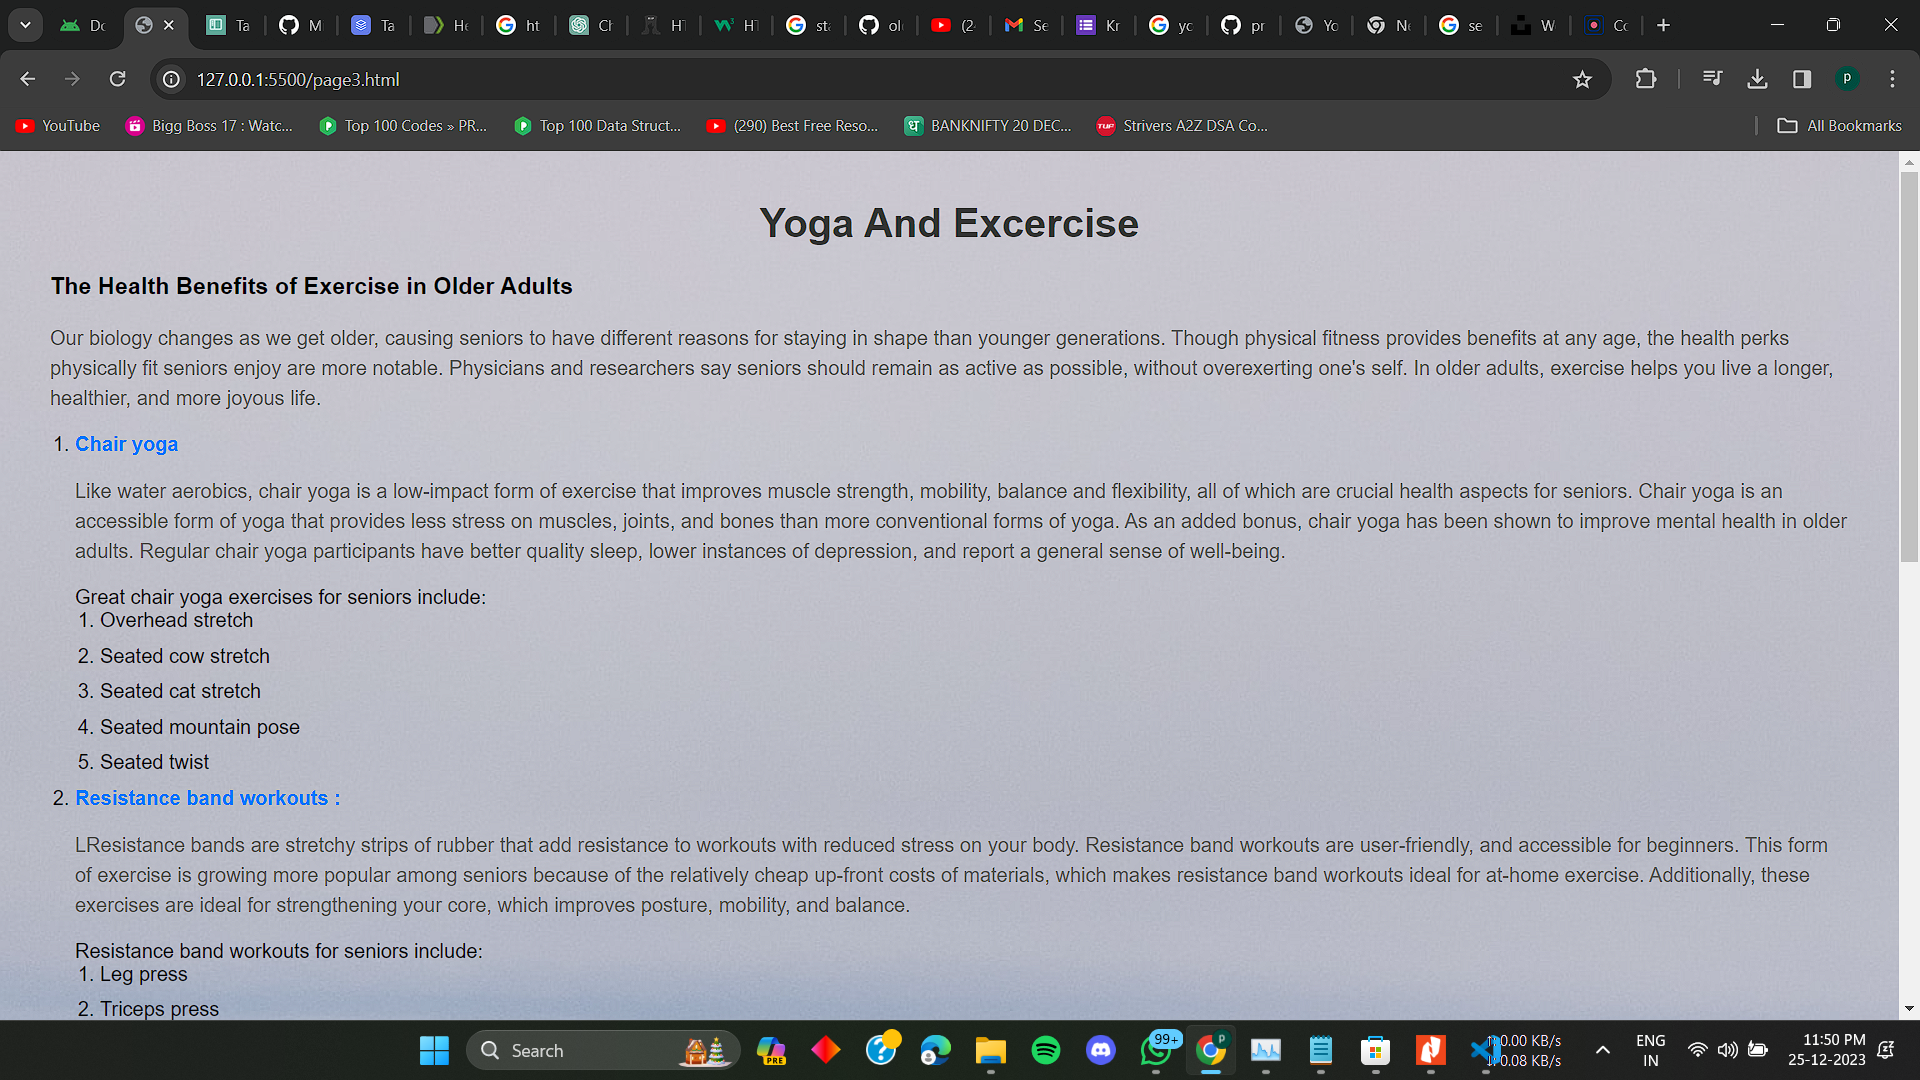 Dc
Ta
M
Ta
He
ht
Ch
HT
HT
sta
ol
(2
Se
Kr
yc
pr
Yo
Ne
se
W
Cc
127.0.0.1:5500/page3.html
p
YouTube
Bigg Boss 17 : Watc...
Top 100 Codes » PR...
Top 100 Data Struct...
(290) Best Free Reso...
BANKNIFTY 20 DEC...
Strivers A2Z DSA Co...
All Bookmarks
Yoga And Excercise
The Health Benefits of Exercise in Older Adults
Our biology changes as we get older, causing seniors to have different reasons for staying in shape than younger generations. Though physical fitness provides benefits at any age, the health perks
physically fit seniors enjoy are more notable. Physicians and researchers say seniors should remain as active as possible, without overexerting one's self. In older adults, exercise helps you live a longer,
healthier, and more joyous life.
1. Chair yoga
Like water aerobics, chair yoga is a low-impact form of exercise that improves muscle strength, mobility, balance and flexibility, all of which are crucial health aspects for seniors. Chair yoga is an
accessible form of yoga that provides less stress on muscles, joints, and bones than more conventional forms of yoga. As an added bonus, chair yoga has been shown to improve mental health in older
adults. Regular chair yoga participants have better quality sleep, lower instances of depression, and report a general sense of well-being.
Great chair yoga exercises for seniors include:
1. Overhead stretch
2. Seated cow stretch
3. Seated cat stretch
4. Seated mountain pose
5. Seated twist
2. Resistance band workouts :
LResistance bands are stretchy strips of rubber that add resistance to workouts with reduced stress on your body. Resistance band workouts are user-friendly, and accessible for beginners. This form
of exercise is growing more popular among seniors because of the relatively cheap up-front costs of materials, which makes resistance band workouts ideal for at-home exercise. Additionally, these
exercises are ideal for strengthening your core, which improves posture, mobility, and balance.
Resistance band workouts for seniors include:
1. Leg press
2. Triceps press
Search
PRE
99+
P
0.00 KB/s
0.08 KB/s
ENG
IN
11:50 PM
25-12-2023